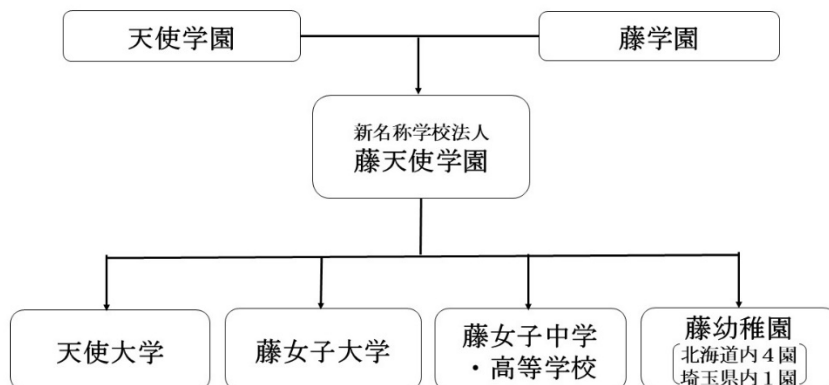 天使学園
藤学園
新名称学校法人
藤天使学園
天使大学
藤女子大学
藤女子中学
・高等学校
藤幼稚園
北海道内４園
埼玉県内１園